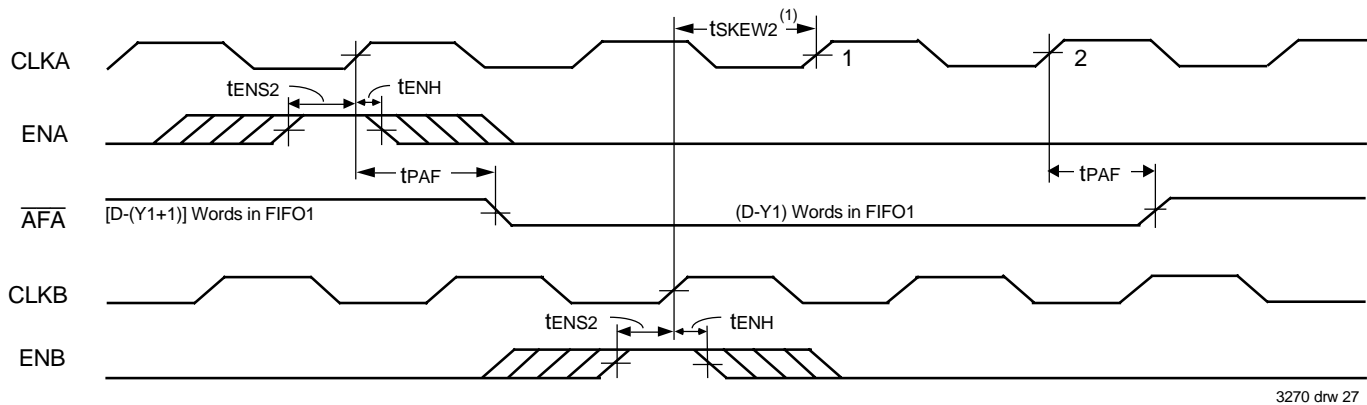 tSKEW2 (1)
CLKA
1
2
tENS2
tENH
ENA
tPAF
tPAF
AFA
[D-(Y1+1)] Words in FIFO1
(D-Y1) Words in FIFO1
CLKB
tENS2
tENH
ENB
3270 drw 27